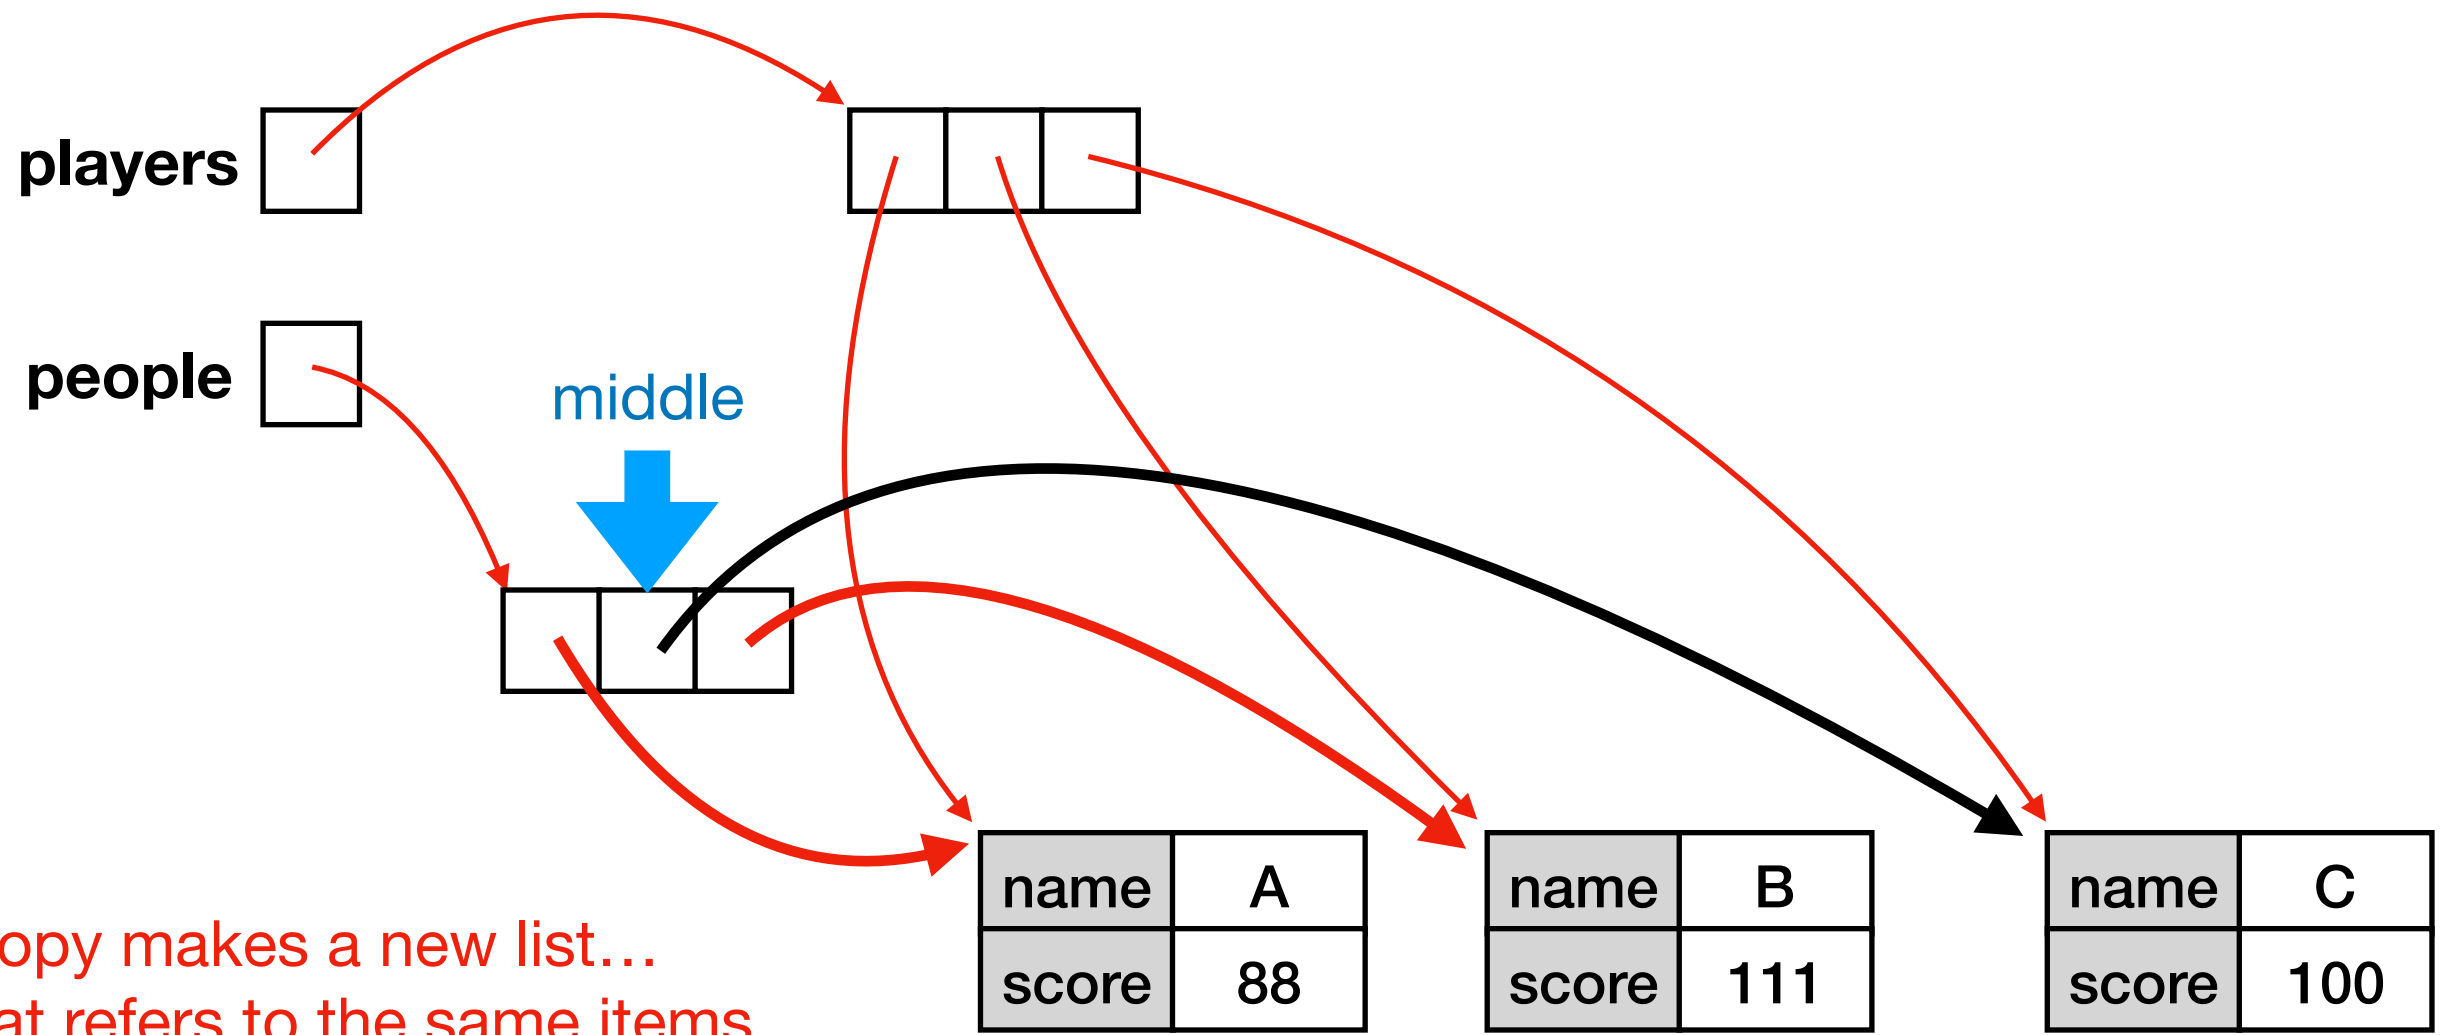 players
people
middle
name A
score 88
name B
score 111
name C
score 100
opy makes a new list…
at refers to the same items